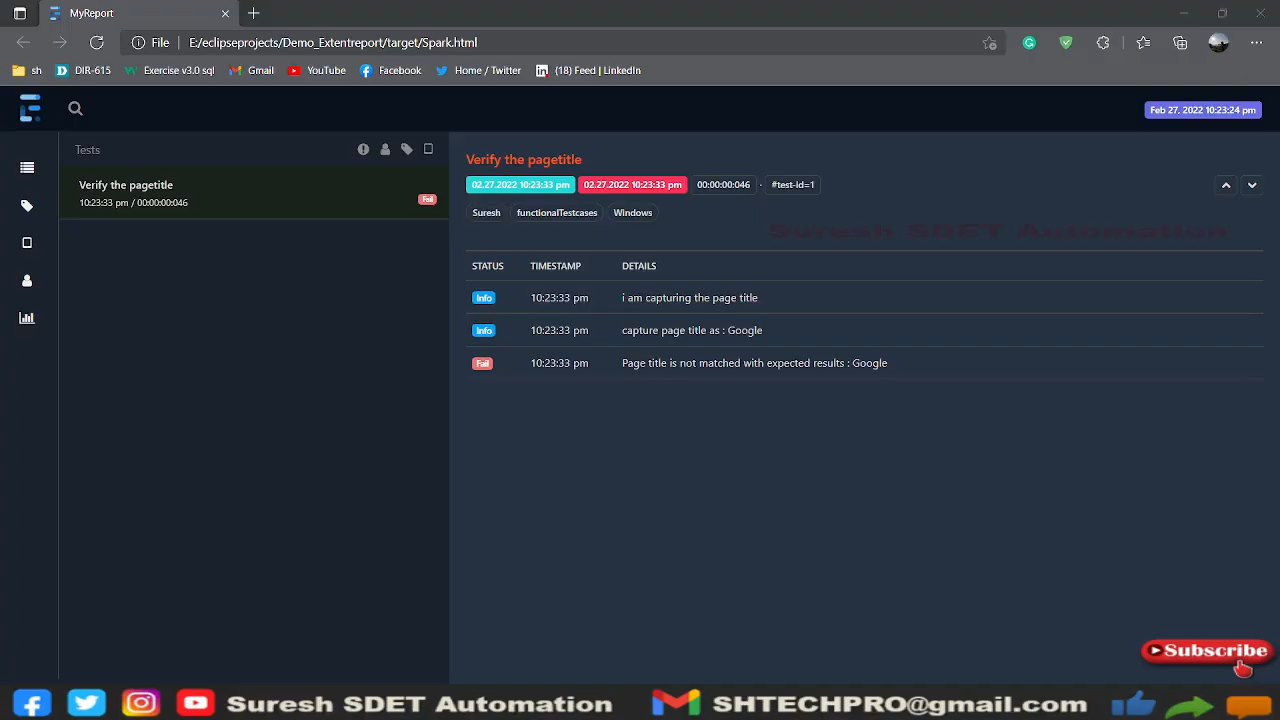 MyReport
File E:/eclipseprojects/Demo_Extentreport/target/Spark.html
sh DIR-615 Exercise v3.0 sql Gmail YouTube Facebook Home / Twitter (18) Feed | LinkedIn
Feb 27, 2022 10:23:24 pm
Tests
Verify the pagetitle
10:23:33 pm / 00:00:00:046
Fail
Verify the pagetitle
02.27.2022 10:23:33 pm 02.27.2022 10:23:33 pm 00:00:00:046 · #test-id=1
Suresh functionalTestcases Windows
Suresh SDET Automation
STATUS TIMESTAMP DETAILS
Info 10:23:33 pm i am capturing the page title
Info 10:23:33 pm capture page title as : Google
Fail 10:23:33 pm Page title is not matched with expected results : Google
Subscribe
Suresh SDET Automation SHTECHPRO@gmail.com